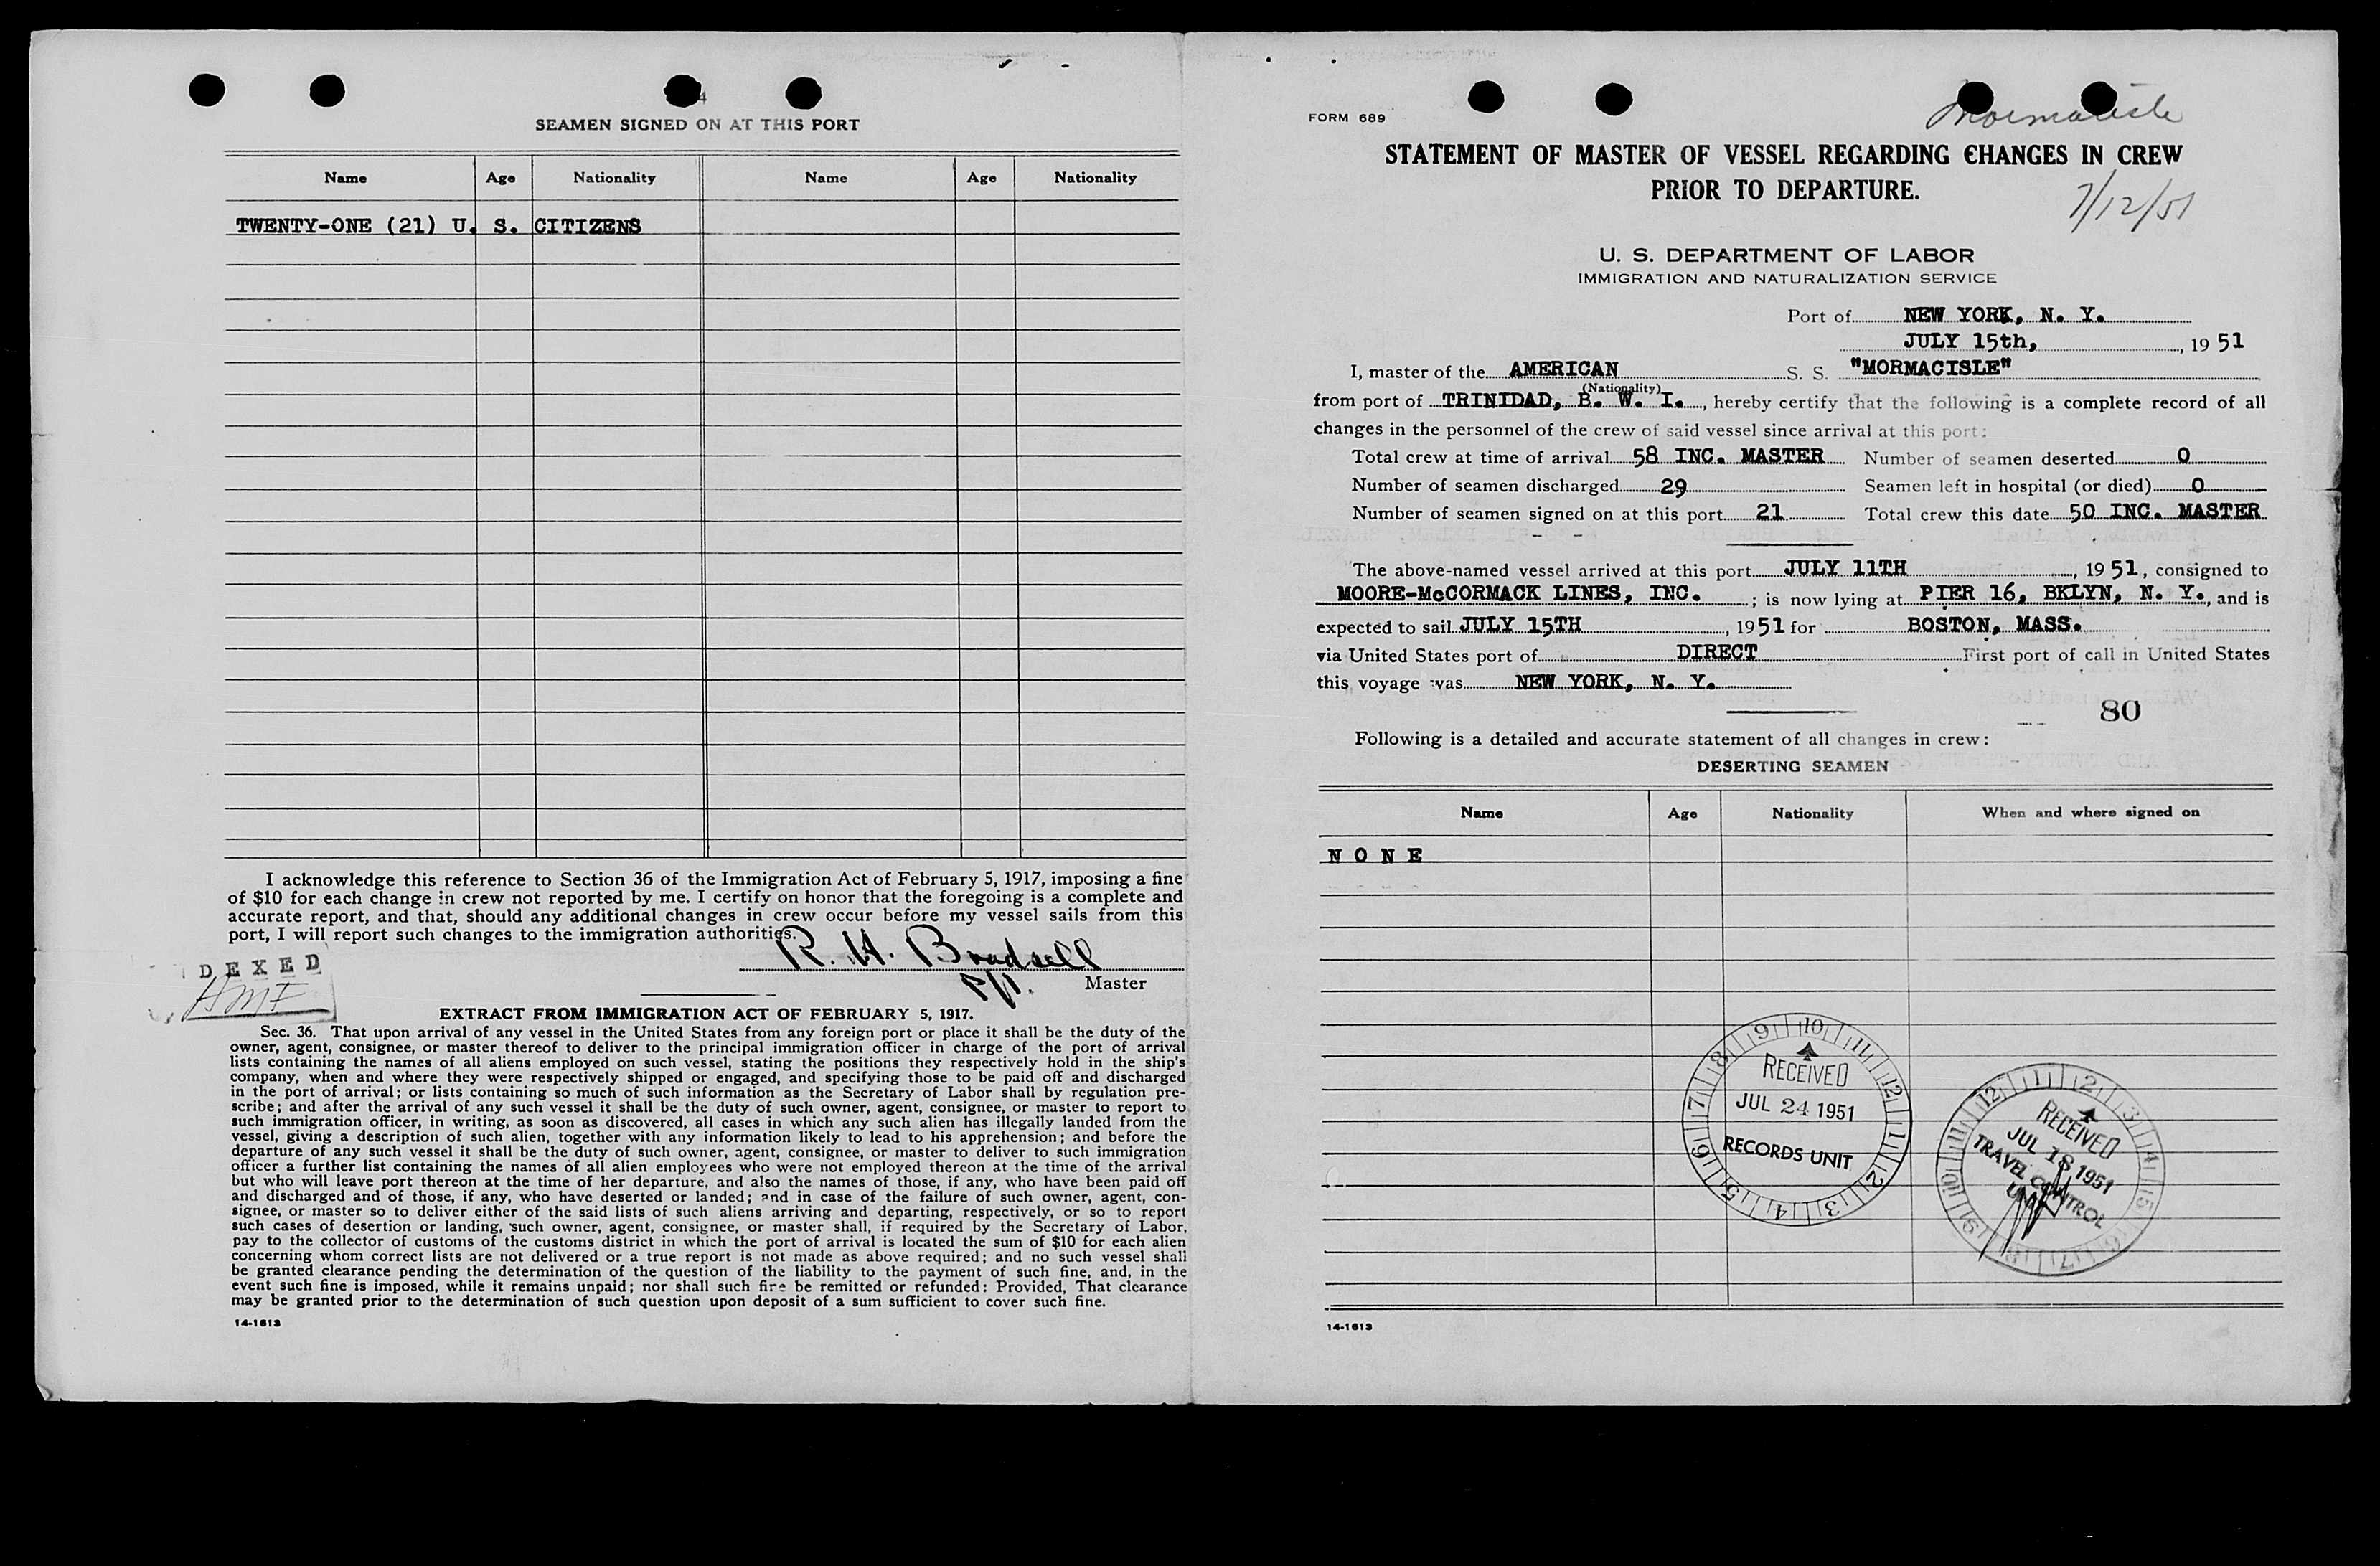 SEAMEN SIGNED ON AT THIS PORT
Name Age Nationality Name Age Nationality
TWENTY-ONE (21) U. S. CITIZENS
I acknowledge this reference to Section 36 of the Immigration Act of February 5, 1917, imposing a fine
of $10 for each change in crew not reported by me. I certify on honor that the foregoing is a complete and
accurate report, and that, should any additional changes in crew occur before my vessel sails from this
port, I will report such changes to the immigration authorities.
R. H. Bradsell
Master
DEXED
HMF
EXTRACT FROM IMMIGRATION ACT OF FEBRUARY 5, 1917.
Sec. 36. That upon arrival of any vessel in the United States from any foreign port or place it shall be the duty of the
owner, agent, consignee, or master thereof to deliver to the principal immigration officer in charge of the port of arrival
lists containing the names of all aliens employed on such vessel, stating the positions they respectively hold in the ship's
company, when and where they were respectively shipped or engaged, and specifying those to be paid off and discharged
in the port of arrival; or lists containing so much of such information as the Secretary of Labor shall by regulation pre-
scribe; and after the arrival of any such vessel it shall be the duty of such owner, agent, consignee, or master to report to
such immigration officer, in writing, as soon as discovered, all cases in which any such alien has illegally landed from the
vessel, giving a description of such alien, together with any information likely to lead to his apprehension; and before the
departure of any such vessel it shall be the duty of such owner, agent, consignee, or master to deliver to such immigration
officer a further list containing the names of all alien employees who were not employed thereon at the time of the arrival
but who will leave port thereon at the time of her departure, and also the names of those, if any, who have been paid off
and discharged and of those, if any, who have deserted or landed; and in case of the failure of such owner, agent, con-
signee, or master so to deliver either of the said lists of such aliens arriving and departing, respectively, or so to report
such cases of desertion or landing, such owner, agent, consignee, or master shall, if required by the Secretary of Labor,
pay to the collector of customs of the customs district in which the port of arrival is located the sum of $10 for each alien
concerning whom correct lists are not delivered or a true report is not made as above required; and no such vessel shall
be granted clearance pending the determination of the question of the liability to the payment of such fine, and, in the
event such fine is imposed, while it remains unpaid; nor shall such fine be remitted or refunded: Provided, That clearance
may be granted prior to the determination of such question upon deposit of a sum sufficient to cover such fine.
14-1613
FORM 689
Mormacisle
STATEMENT OF MASTER OF VESSEL REGARDING CHANGES IN CREW
PRIOR TO DEPARTURE.
7/12/51
U. S. DEPARTMENT OF LABOR
IMMIGRATION AND NATURALIZATION SERVICE
Port of NEW YORK, N. Y.
JULY 15th, , 19 51
I, master of the AMERICAN S. S. "MORMACISLE"
(Nationality)
from port of TRINIDAD, B. W. I. , hereby certify that the following is a complete record of all
changes in the personnel of the crew of said vessel since arrival at this port:
Total crew at time of arrival 58 INC. MASTER Number of seamen deserted 0
Number of seamen discharged 29 Seamen left in hospital (or died) 0
Number of seamen signed on at this port 21 Total crew this date 50 INC. MASTER
The above-named vessel arrived at this port JULY 11TH , 19 51, consigned to
MOORE-McCORMACK LINES, INC. ; is now lying at PIER 16, BKLYN, N. Y., and is
expected to sail JULY 15TH , 1951 for BOSTON, MASS.
via United States port of DIRECT First port of call in United States
this voyage was NEW YORK, N. Y.
80
Following is a detailed and accurate statement of all changes in crew:
DESERTING SEAMEN
Name Age Nationality When and where signed on
N O N E
RECEIVED
JUL 24 1951
RECORDS UNIT
RECEIVED
JUL 18 1951
TRAVEL CONTROL
UNIT
14-1613